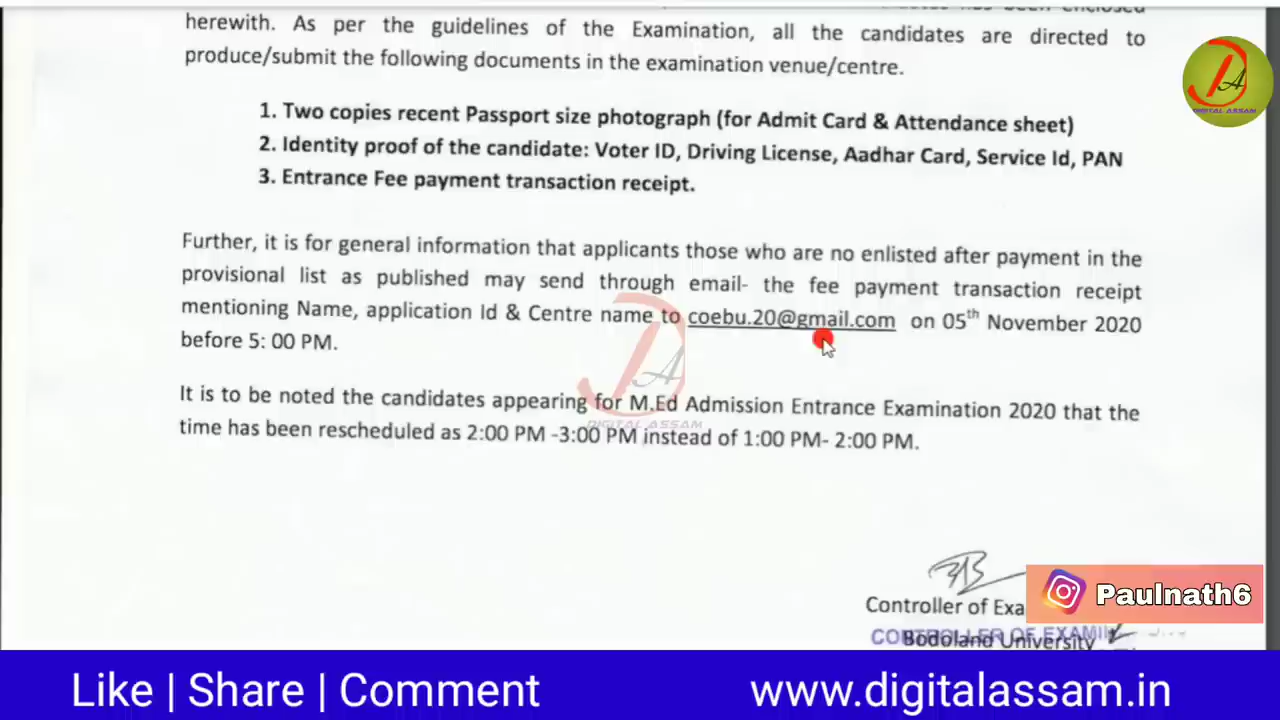 herewith. As per the guidelines of the Examination, all the candidates are directed to
produce/submit the following documents in the examination venue/centre.
1. Two copies recent Passport size photograph (for Admit Card & Attendance sheet)
2. Identity proof of the candidate: Voter ID, Driving License, Aadhar Card, Service Id, PAN
3. Entrance Fee payment transaction receipt.
Further, it is for general information that applicants those who are no enlisted after payment in the
provisional list as published may send through email- the fee payment transaction receipt
mentioning Name, application Id & Centre name to coebu.20@gmail.com on 05th November 2020
before 5: 00 PM.
It is to be noted the candidates appearing for M.Ed Admission Entrance Examination 2020 that the
time has been rescheduled as 2:00 PM -3:00 PM instead of 1:00 PM- 2:00 PM.
Controller of Exa
CONTROLLER OF EXAMI
Bodoland University
DIGITAL ASSAM
DIGITAL ASSAM
Paulnath6
Like | Share | Comment
www.digitalassam.in